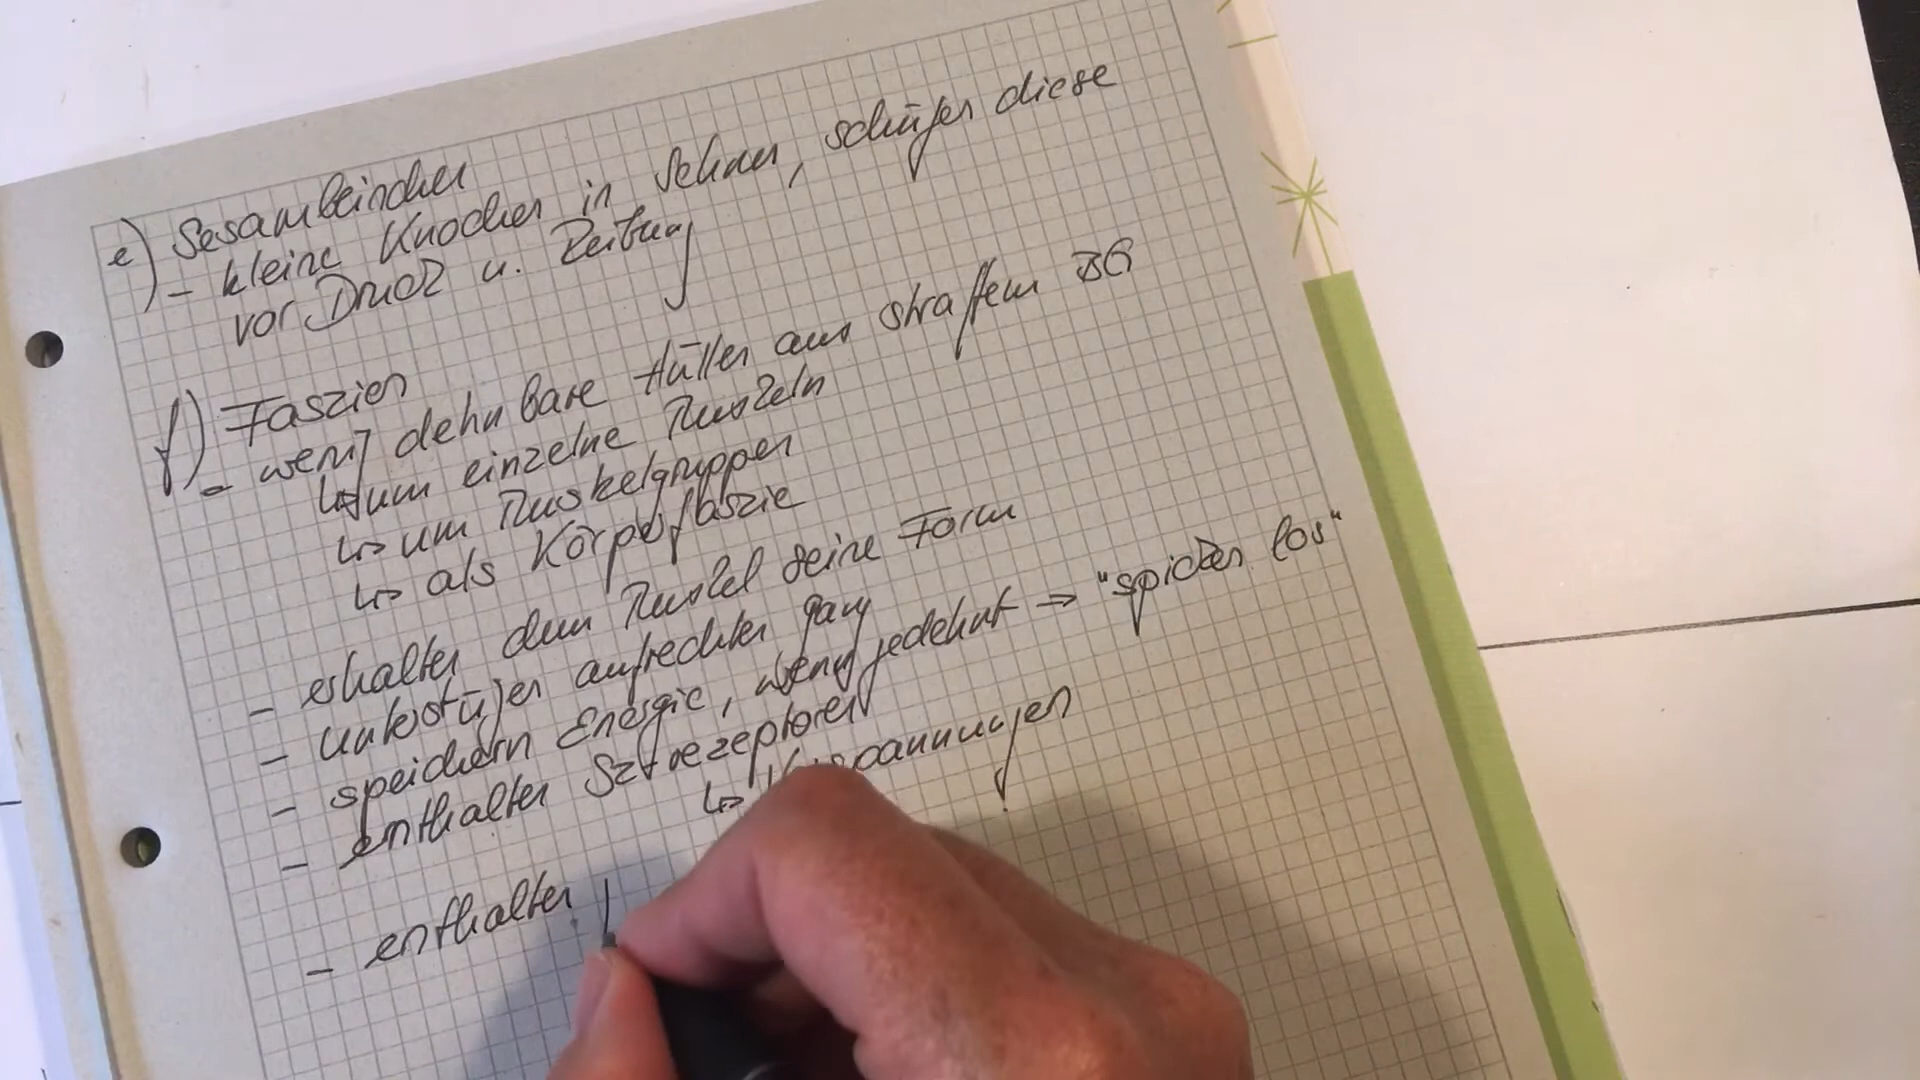 e) Sesambeinchen
- kleine Knochen in Sehnen, schützen diese
vor Druck u. Reibung
f) Faszien
- wenig dehnbare Hüllen aus straffem BG
↳ um einzelne Muskeln
↳ um Muskelgruppen
↳ als Körperfaszie
- erhalten dem Muskel seine Form
- unterstützen aufrechten Gang
- speichern Energie, wenn gedehnt → "spicken los"
- enthalten Sz+rezeptoren
↳
- enthalten